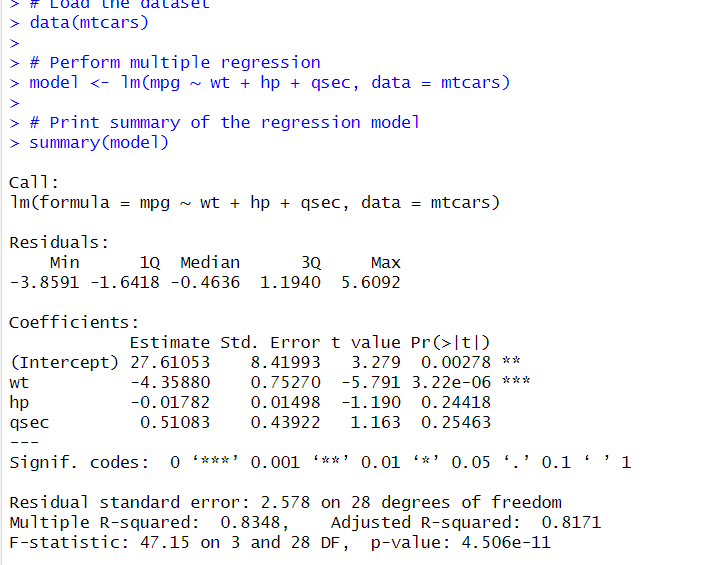 > # Load the dataset
> data(mtcars)
>
> # Perform multiple regression
> model <- lm(mpg ~ wt + hp + qsec, data = mtcars)
>
> # Print summary of the regression model
> summary(model)

Call:
lm(formula = mpg ~ wt + hp + qsec, data = mtcars)

Residuals:
    Min      1Q  Median      3Q     Max
-3.8591 -1.6418 -0.4636  1.1940  5.6092

Coefficients:
            Estimate Std. Error t value Pr(>|t|)
(Intercept) 27.61053    8.41993   3.279  0.00278 **
wt          -4.35880    0.75270  -5.791 3.22e-06 ***
hp          -0.01782    0.01498  -1.190  0.24418
qsec         0.51083    0.43922   1.163  0.25463
---
Signif. codes:  0 ‘***’ 0.001 ‘**’ 0.01 ‘*’ 0.05 ‘.’ 0.1 ‘ ’ 1

Residual standard error: 2.578 on 28 degrees of freedom
Multiple R-squared:  0.8348,    Adjusted R-squared:  0.8171
F-statistic: 47.15 on 3 and 28 DF,  p-value: 4.506e-11